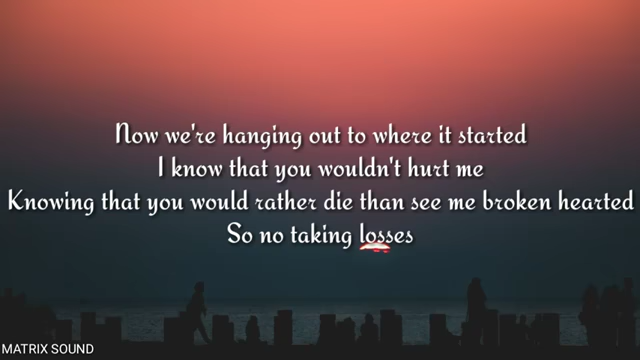 Now we're hanging out to where it started
I know that you wouldn't hurt me
Knowing that you would rather die than see me broken hearted
So no taking losses
MATRIX SOUND